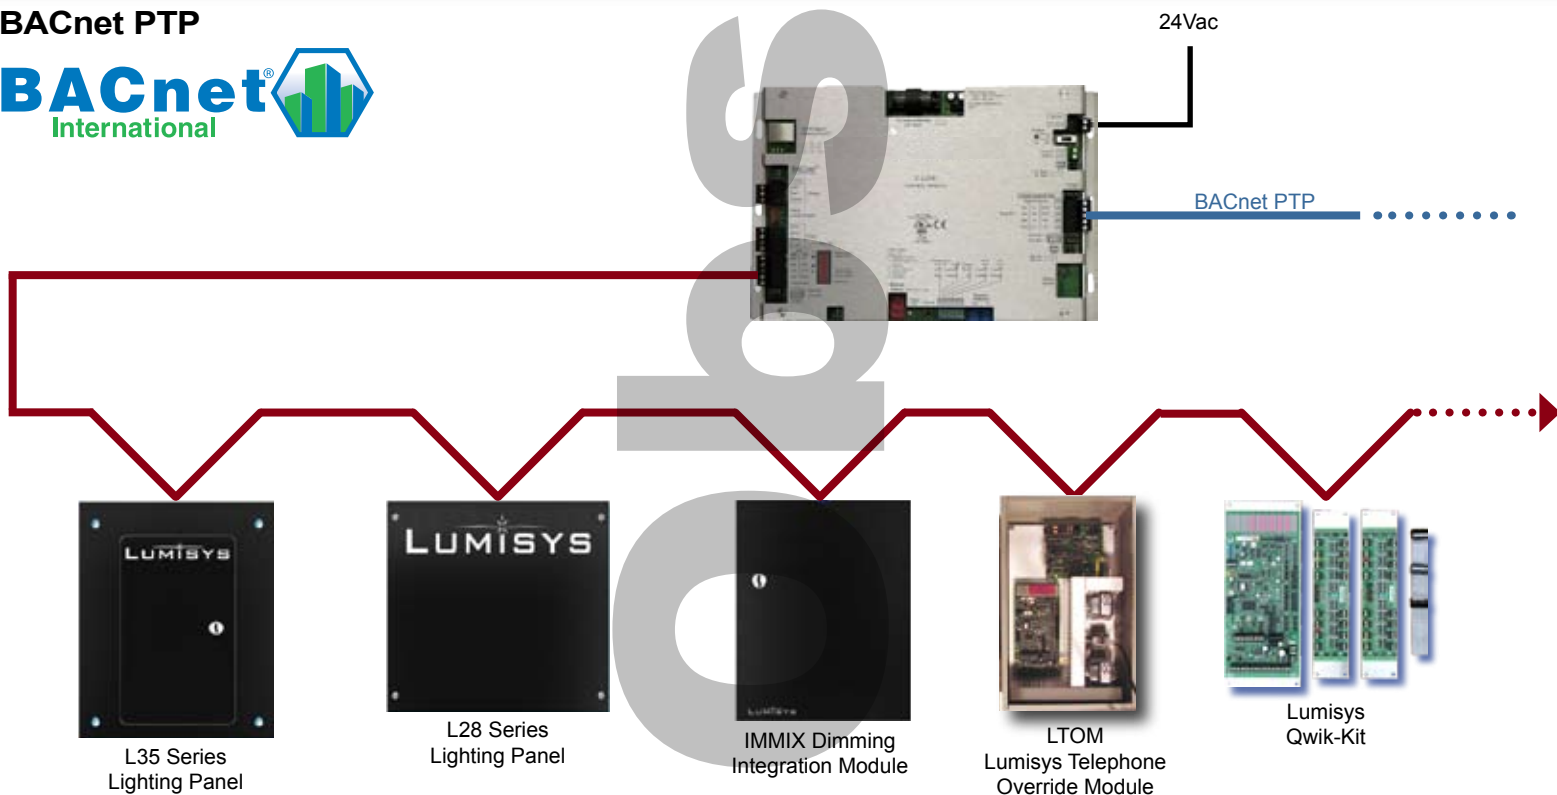 BACnet PTP
24Vac
BACnet®
International
BACnet PTP
LUMISYS
LUMISYS
LUMISYS
L35 Series
Lighting Panel
L28 Series
Lighting Panel
IMMIX Dimming
Integration Module
LTOM
Lumisys Telephone
Override Module
Lumisys
Qwik-Kit